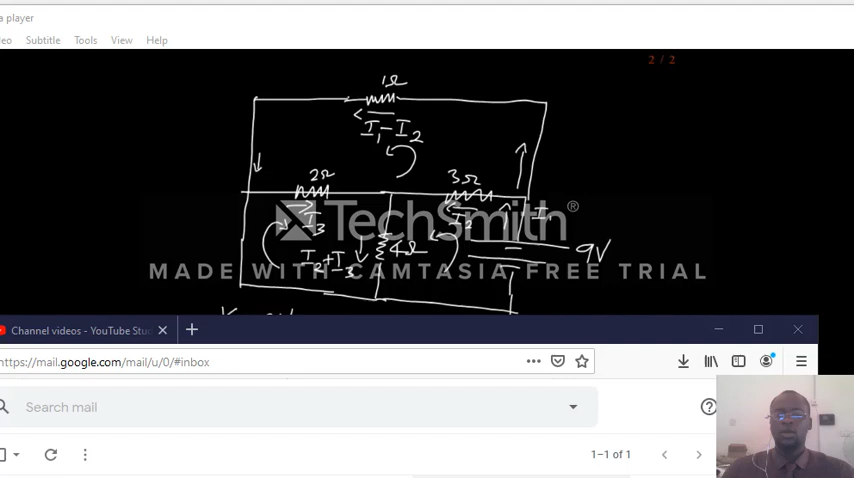 a player
deo Subtitle Tools View Help
2 / 2
1Ω
I₁-I₂
2Ω
3Ω
I₃
I₂
I₁
TechSmith®
I₂+I₃
4Ω
9V
MADE WITH CAMTASIA FREE TRIAL
Channel videos - YouTube Stud
https://mail.google.com/mail/u/0/#inbox
Search mail
1–1 of 1